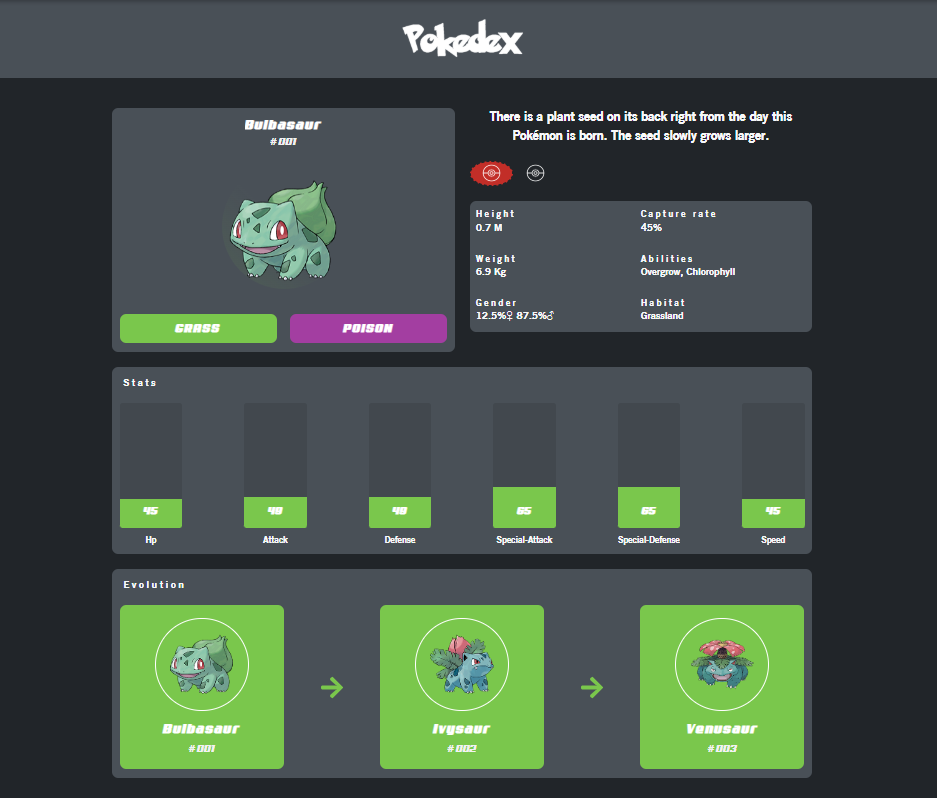 Pokedex
Bulbasaur
#001
GRASS
POISON
There is a plant seed on its back right from the day this
Pokémon is born. The seed slowly grows larger.
Height
0.7 M
Capture rate
45%
Weight
6.9 Kg
Abilities
Overgrow, Chlorophyll
Gender
12.5%♀ 87.5%♂
Habitat
Grassland
Stats
45
49
49
65
65
45
Hp
Attack
Defense
Special-Attack
Special-Defense
Speed
Evolution
Bulbasaur
#001
Ivysaur
#002
Venusaur
#003